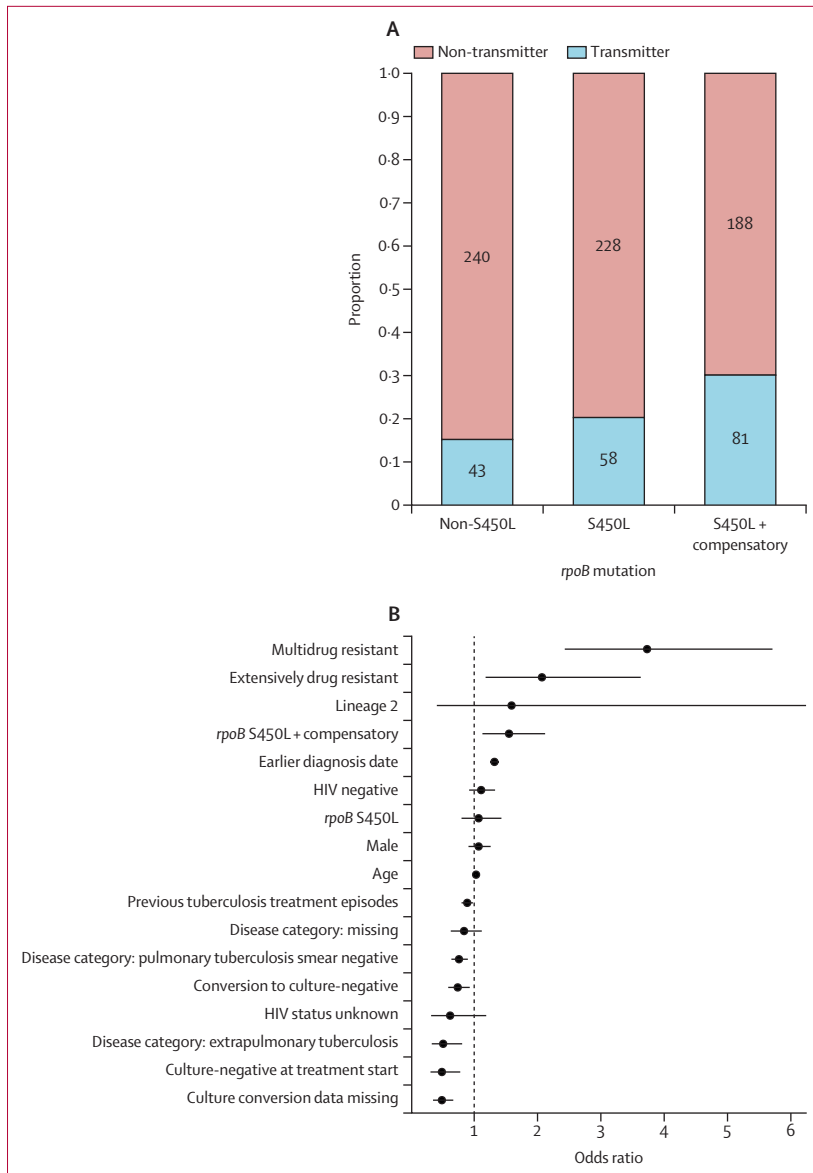 A
Non-transmitter Transmitter
1·0
0·9
0·8
0·7
0·6
0·5
0·4
0·3
0·2
0·1
0
Proportion
240
228
188
43
58
81
Non-S450L
S450L
S450L +
compensatory
rpoB mutation
B
Multidrug resistant
Extensively drug resistant
Lineage 2
rpoB S450L + compensatory
Earlier diagnosis date
HIV negative
rpoB S450L
Male
Age
Previous tuberculosis treatment episodes
Disease category: missing
Disease category: pulmonary tuberculosis smear negative
Conversion to culture-negative
HIV status unknown
Disease category: extrapulmonary tuberculosis
Culture-negative at treatment start
Culture conversion data missing
1 2 3 4 5 6
Odds ratio